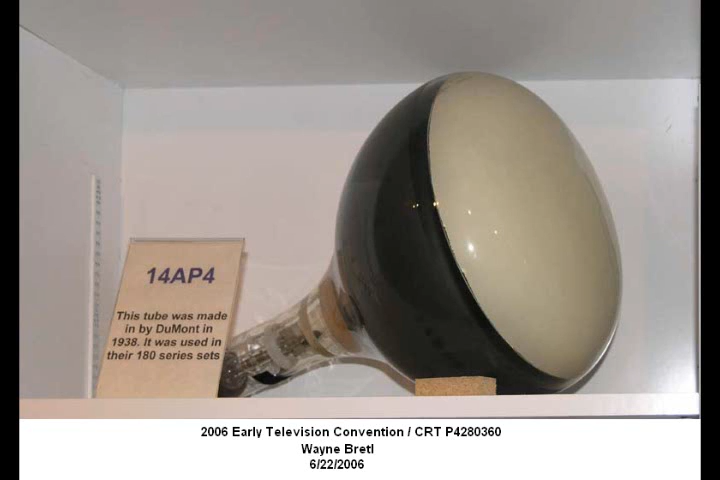 14AP4
This tube was made
in by DuMont in
1938. It was used in
their 180 series sets
2006 Early Television Convention / CRT P4280360
Wayne Bretl
6/22/2006